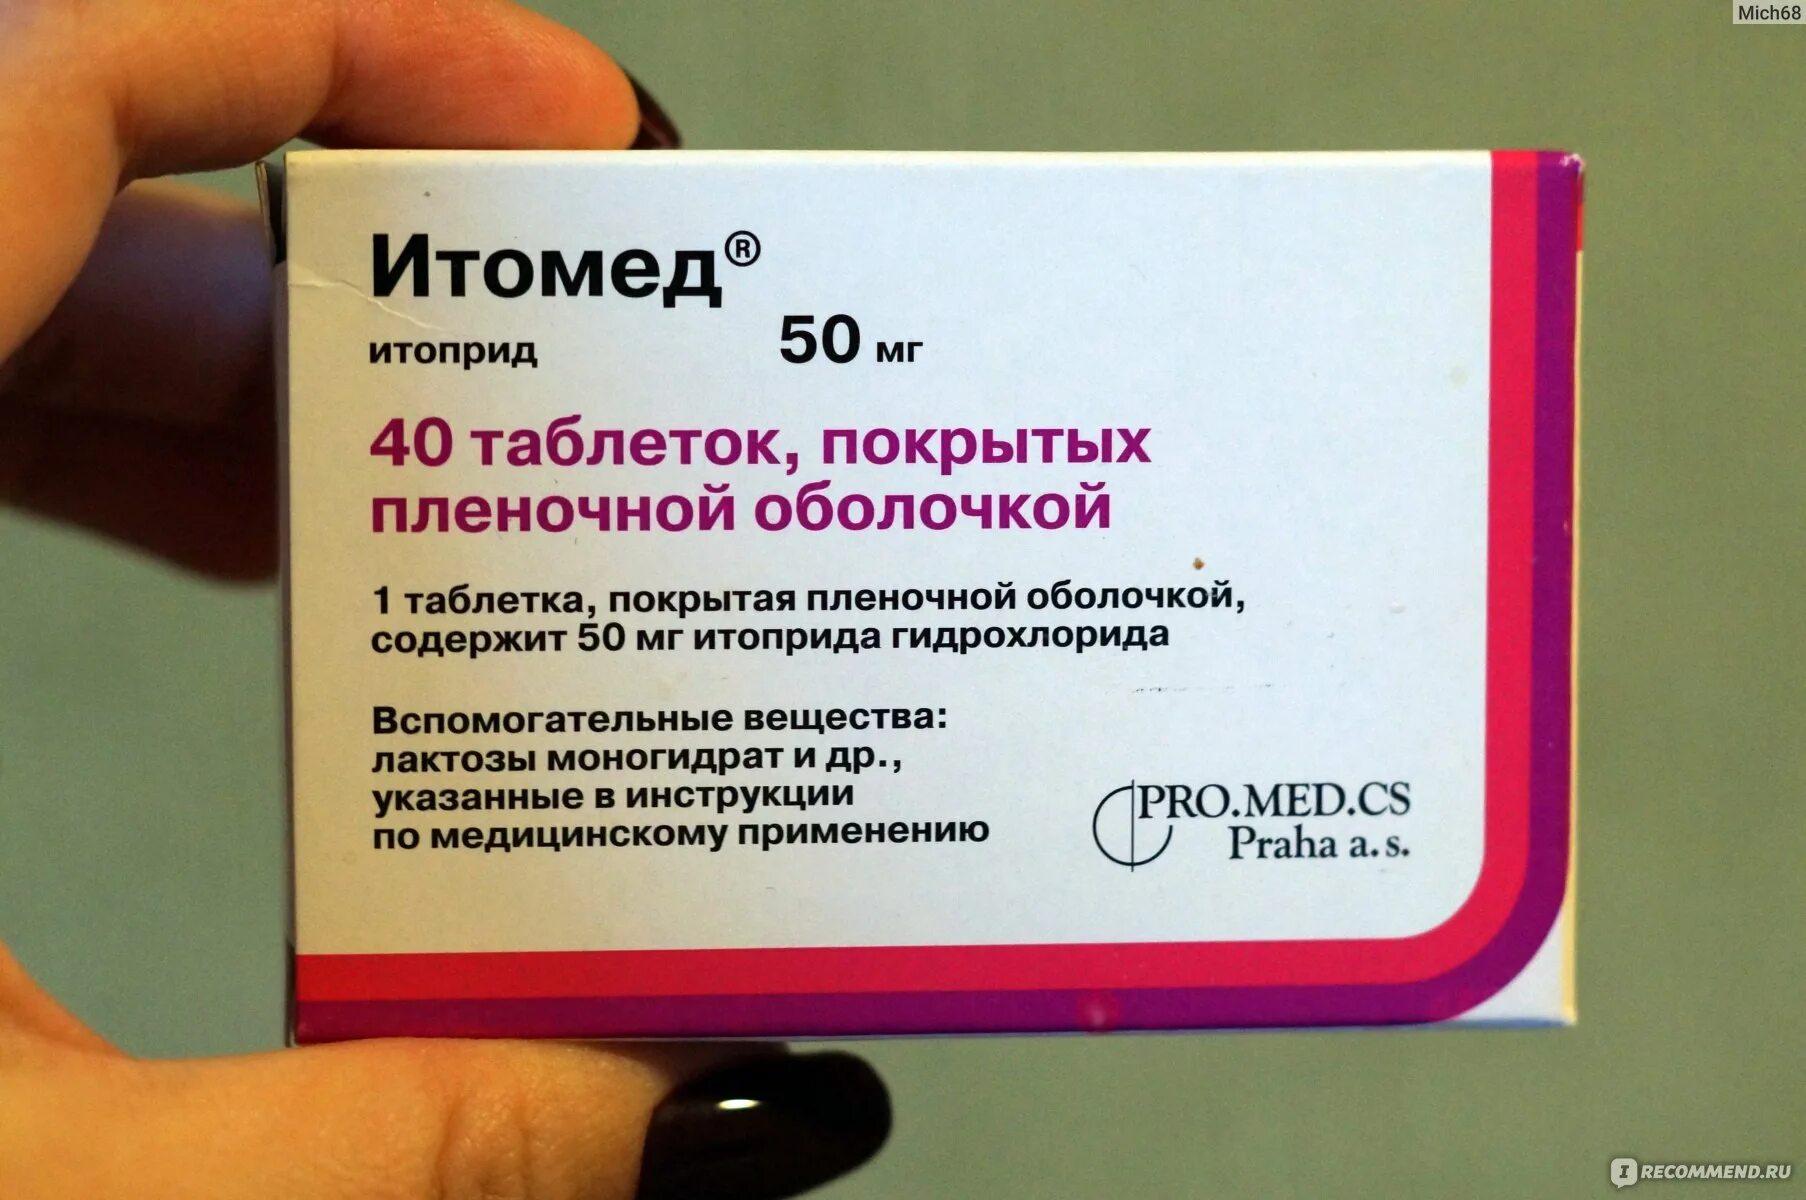 Mich68
Итомед®
итоприд 50 мг
40 таблеток, покрытых
пленочной оболочкой
1 таблетка, покрытая пленочной оболочкой,
содержит 50 мг итоприда гидрохлорида
Вспомогательные вещества:
лактозы моногидрат и др.,
указанные в инструкции
по медицинскому применению
PRO.MED.CS
Praha a.s.
IRECOMMEND.RU